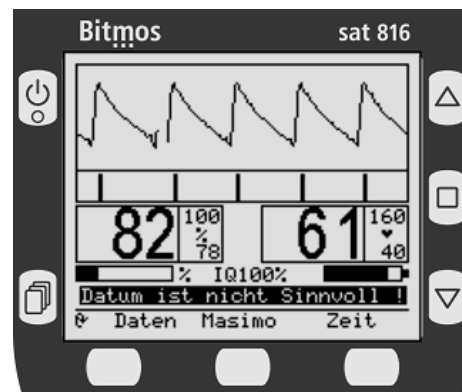 Bitmos sat 816
82 100 % 78 61 160 ♥ 40
% IQ100%
Datum ist nicht Sinnvoll !
Daten Masimo Zeit